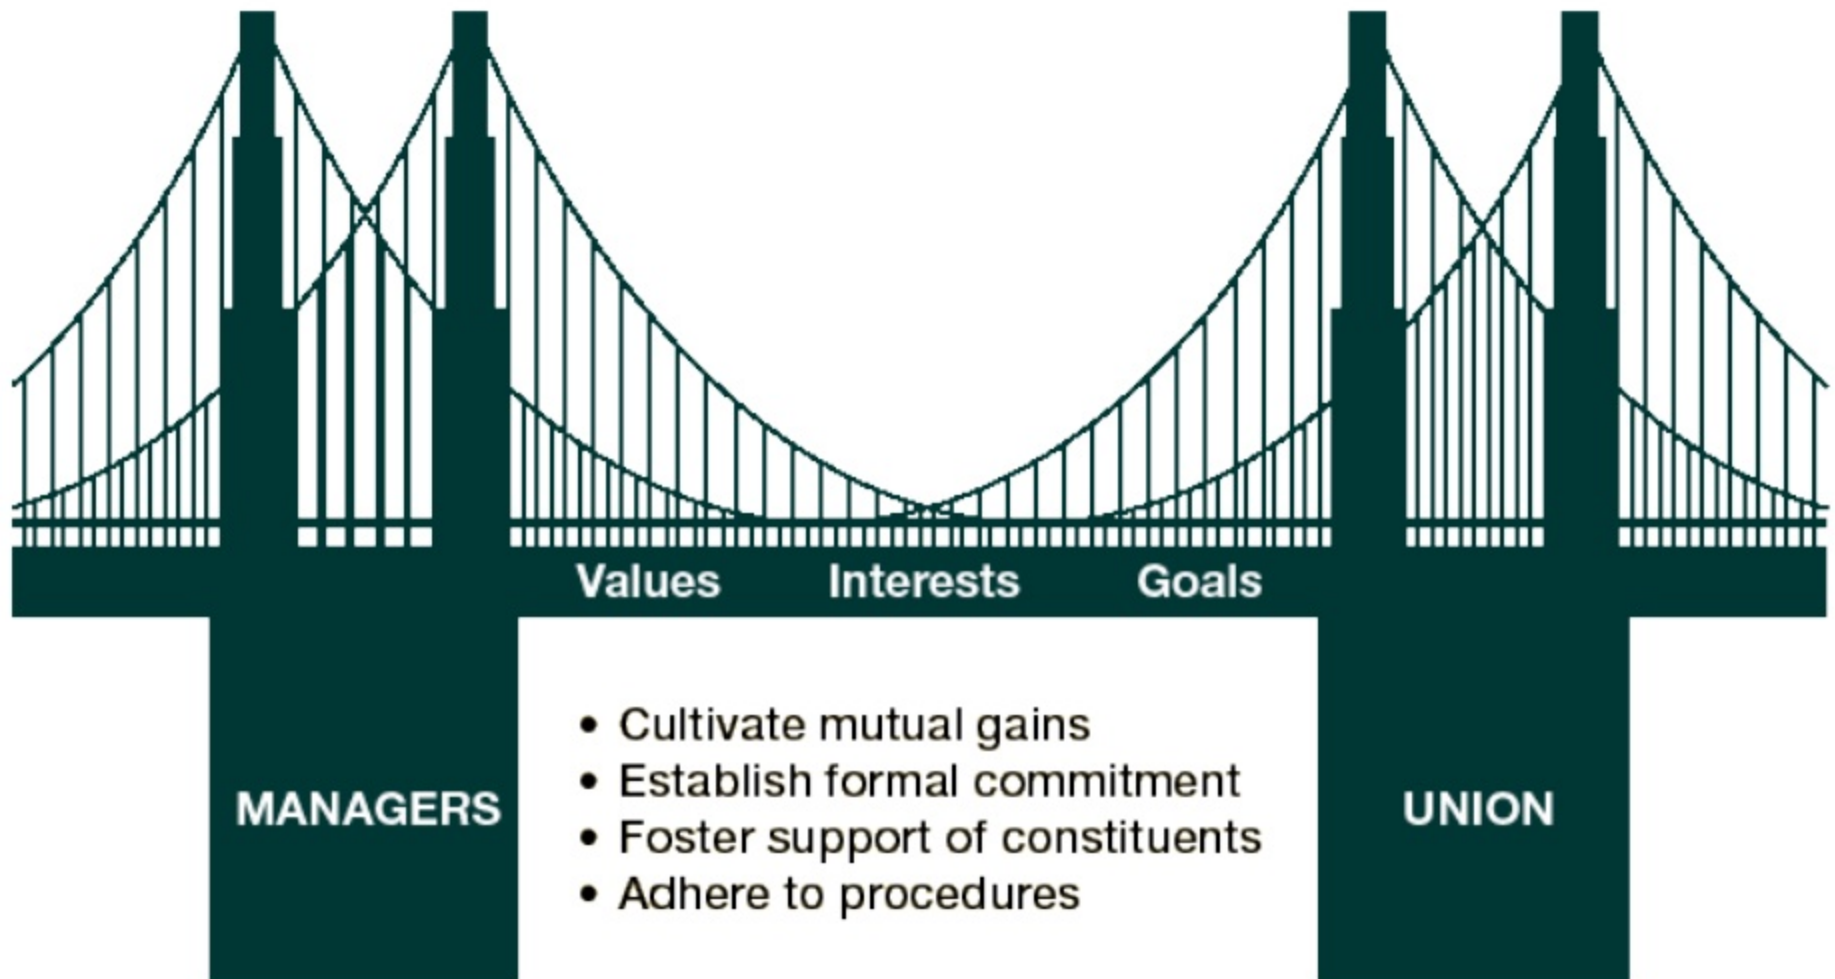 Values Interests Goals
• Cultivate mutual gains
• Establish formal commitment
• Foster support of constituents
• Adhere to procedures
MANAGERS
UNION